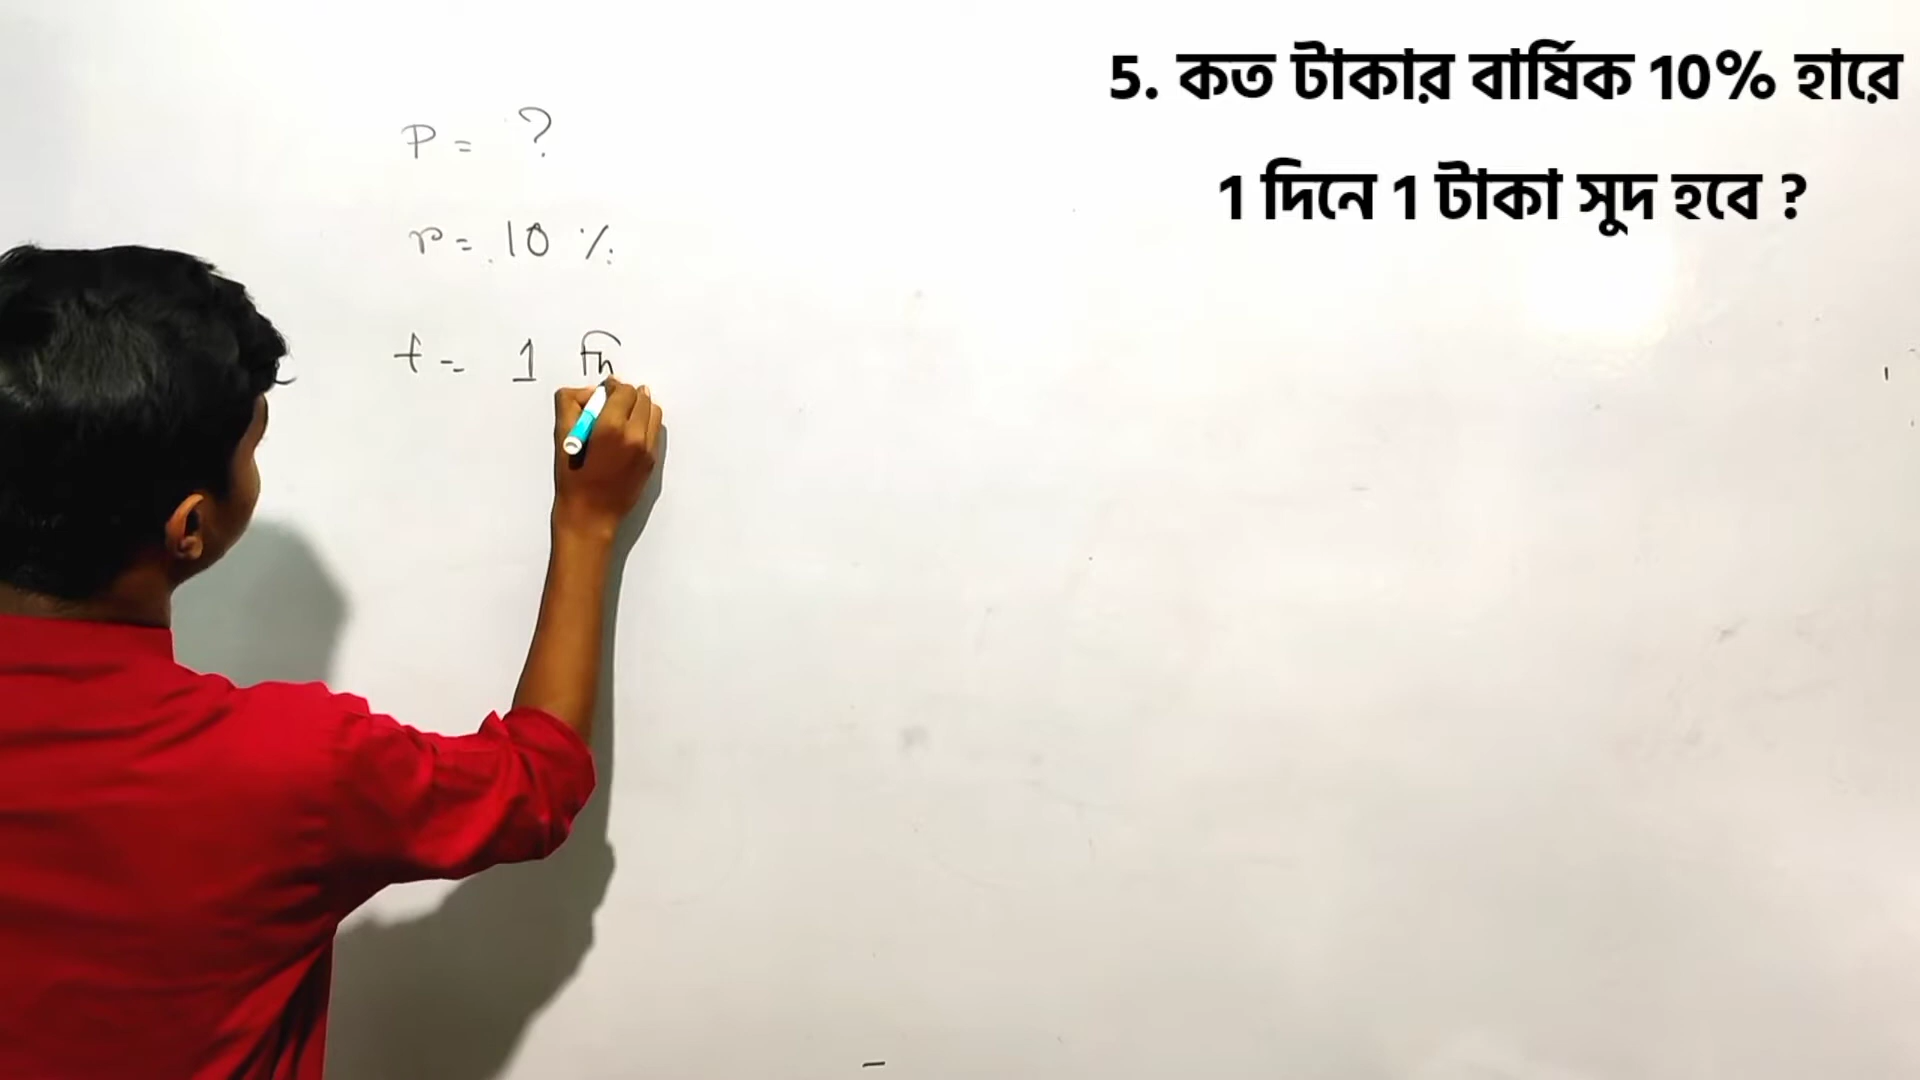 5. কত টাকার বার্ষিক 10% হারে
1 দিনে 1 টাকা সুদ হবে ?
P = ?
r = 10 %
t = 1 দি